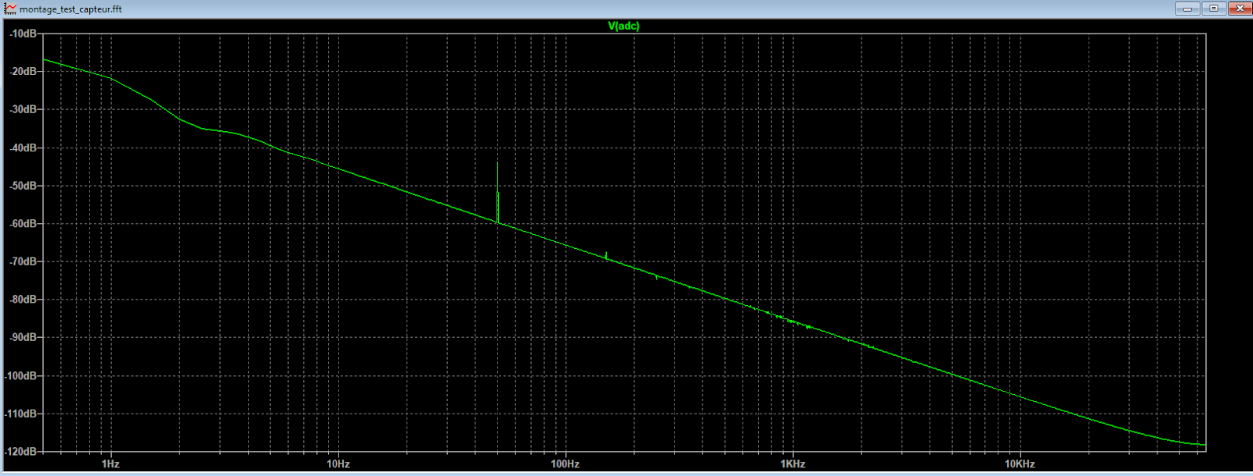 montage_test_capteur.fft
V(adc)
-10dB
-20dB
-30dB
-40dB
-50dB
-60dB
-70dB
-80dB
-90dB
-100dB
-110dB
-120dB
1Hz 10Hz 100Hz 1KHz 10KHz